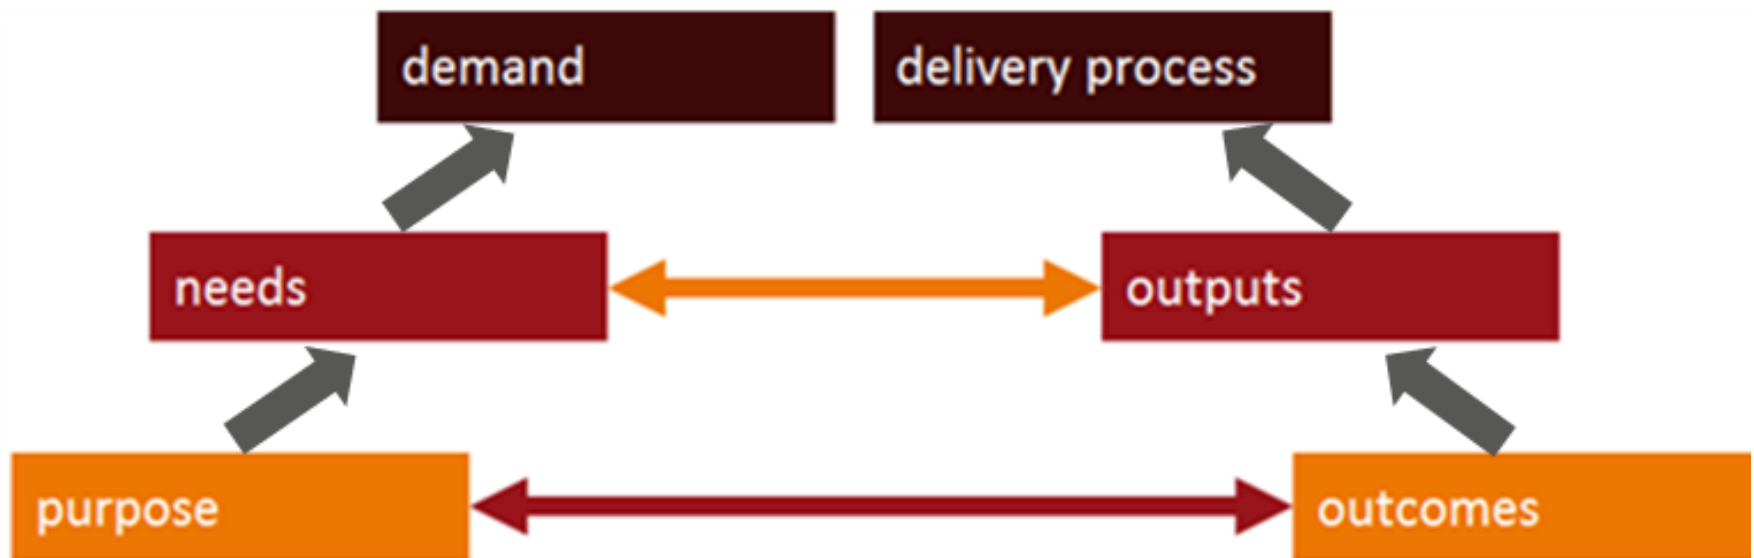 demand
delivery process
needs
outputs
purpose
outcomes